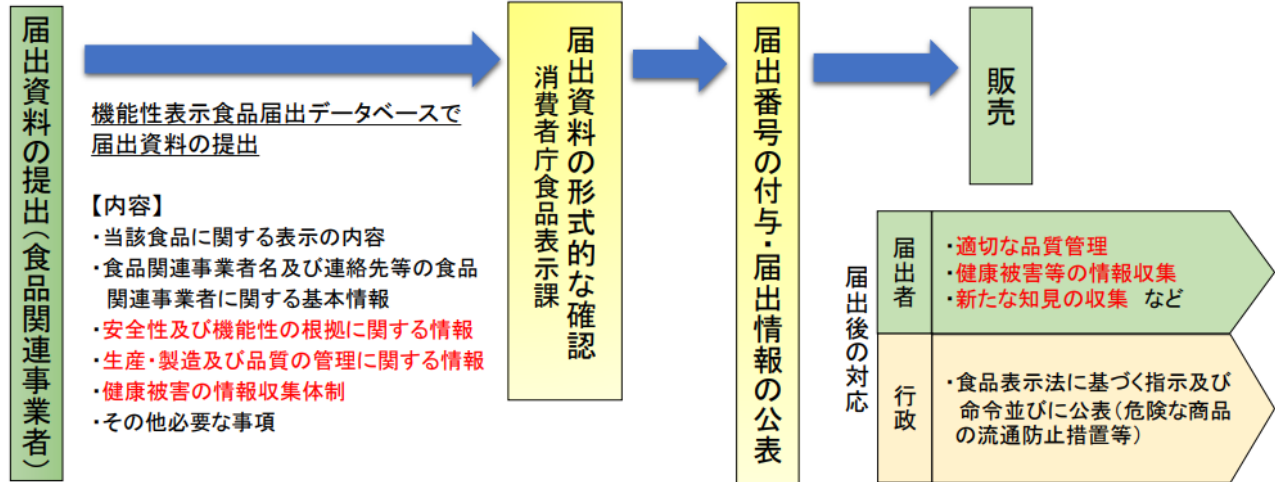 届出資料の提出(食品関連事業者)
機能性表示食品届出データベースで
届出資料の提出
【内容】
・当該食品に関する表示の内容
・食品関連事業者名及び連絡先等の食品
関連事業者に関する基本情報
・安全性及び機能性の根拠に関する情報
・生産・製造及び品質の管理に関する情報
・健康被害の情報収集体制
・その他必要な事項
届出資料の形式的な確認
消費者庁食品表示課
届出番号の付与・届出情報の公表
販売
届出後の対応
届出者
・適切な品質管理
・健康被害等の情報収集
・新たな知見の収集 など
行政
・食品表示法に基づく指示及び
命令並びに公表(危険な商品
の流通防止措置等)